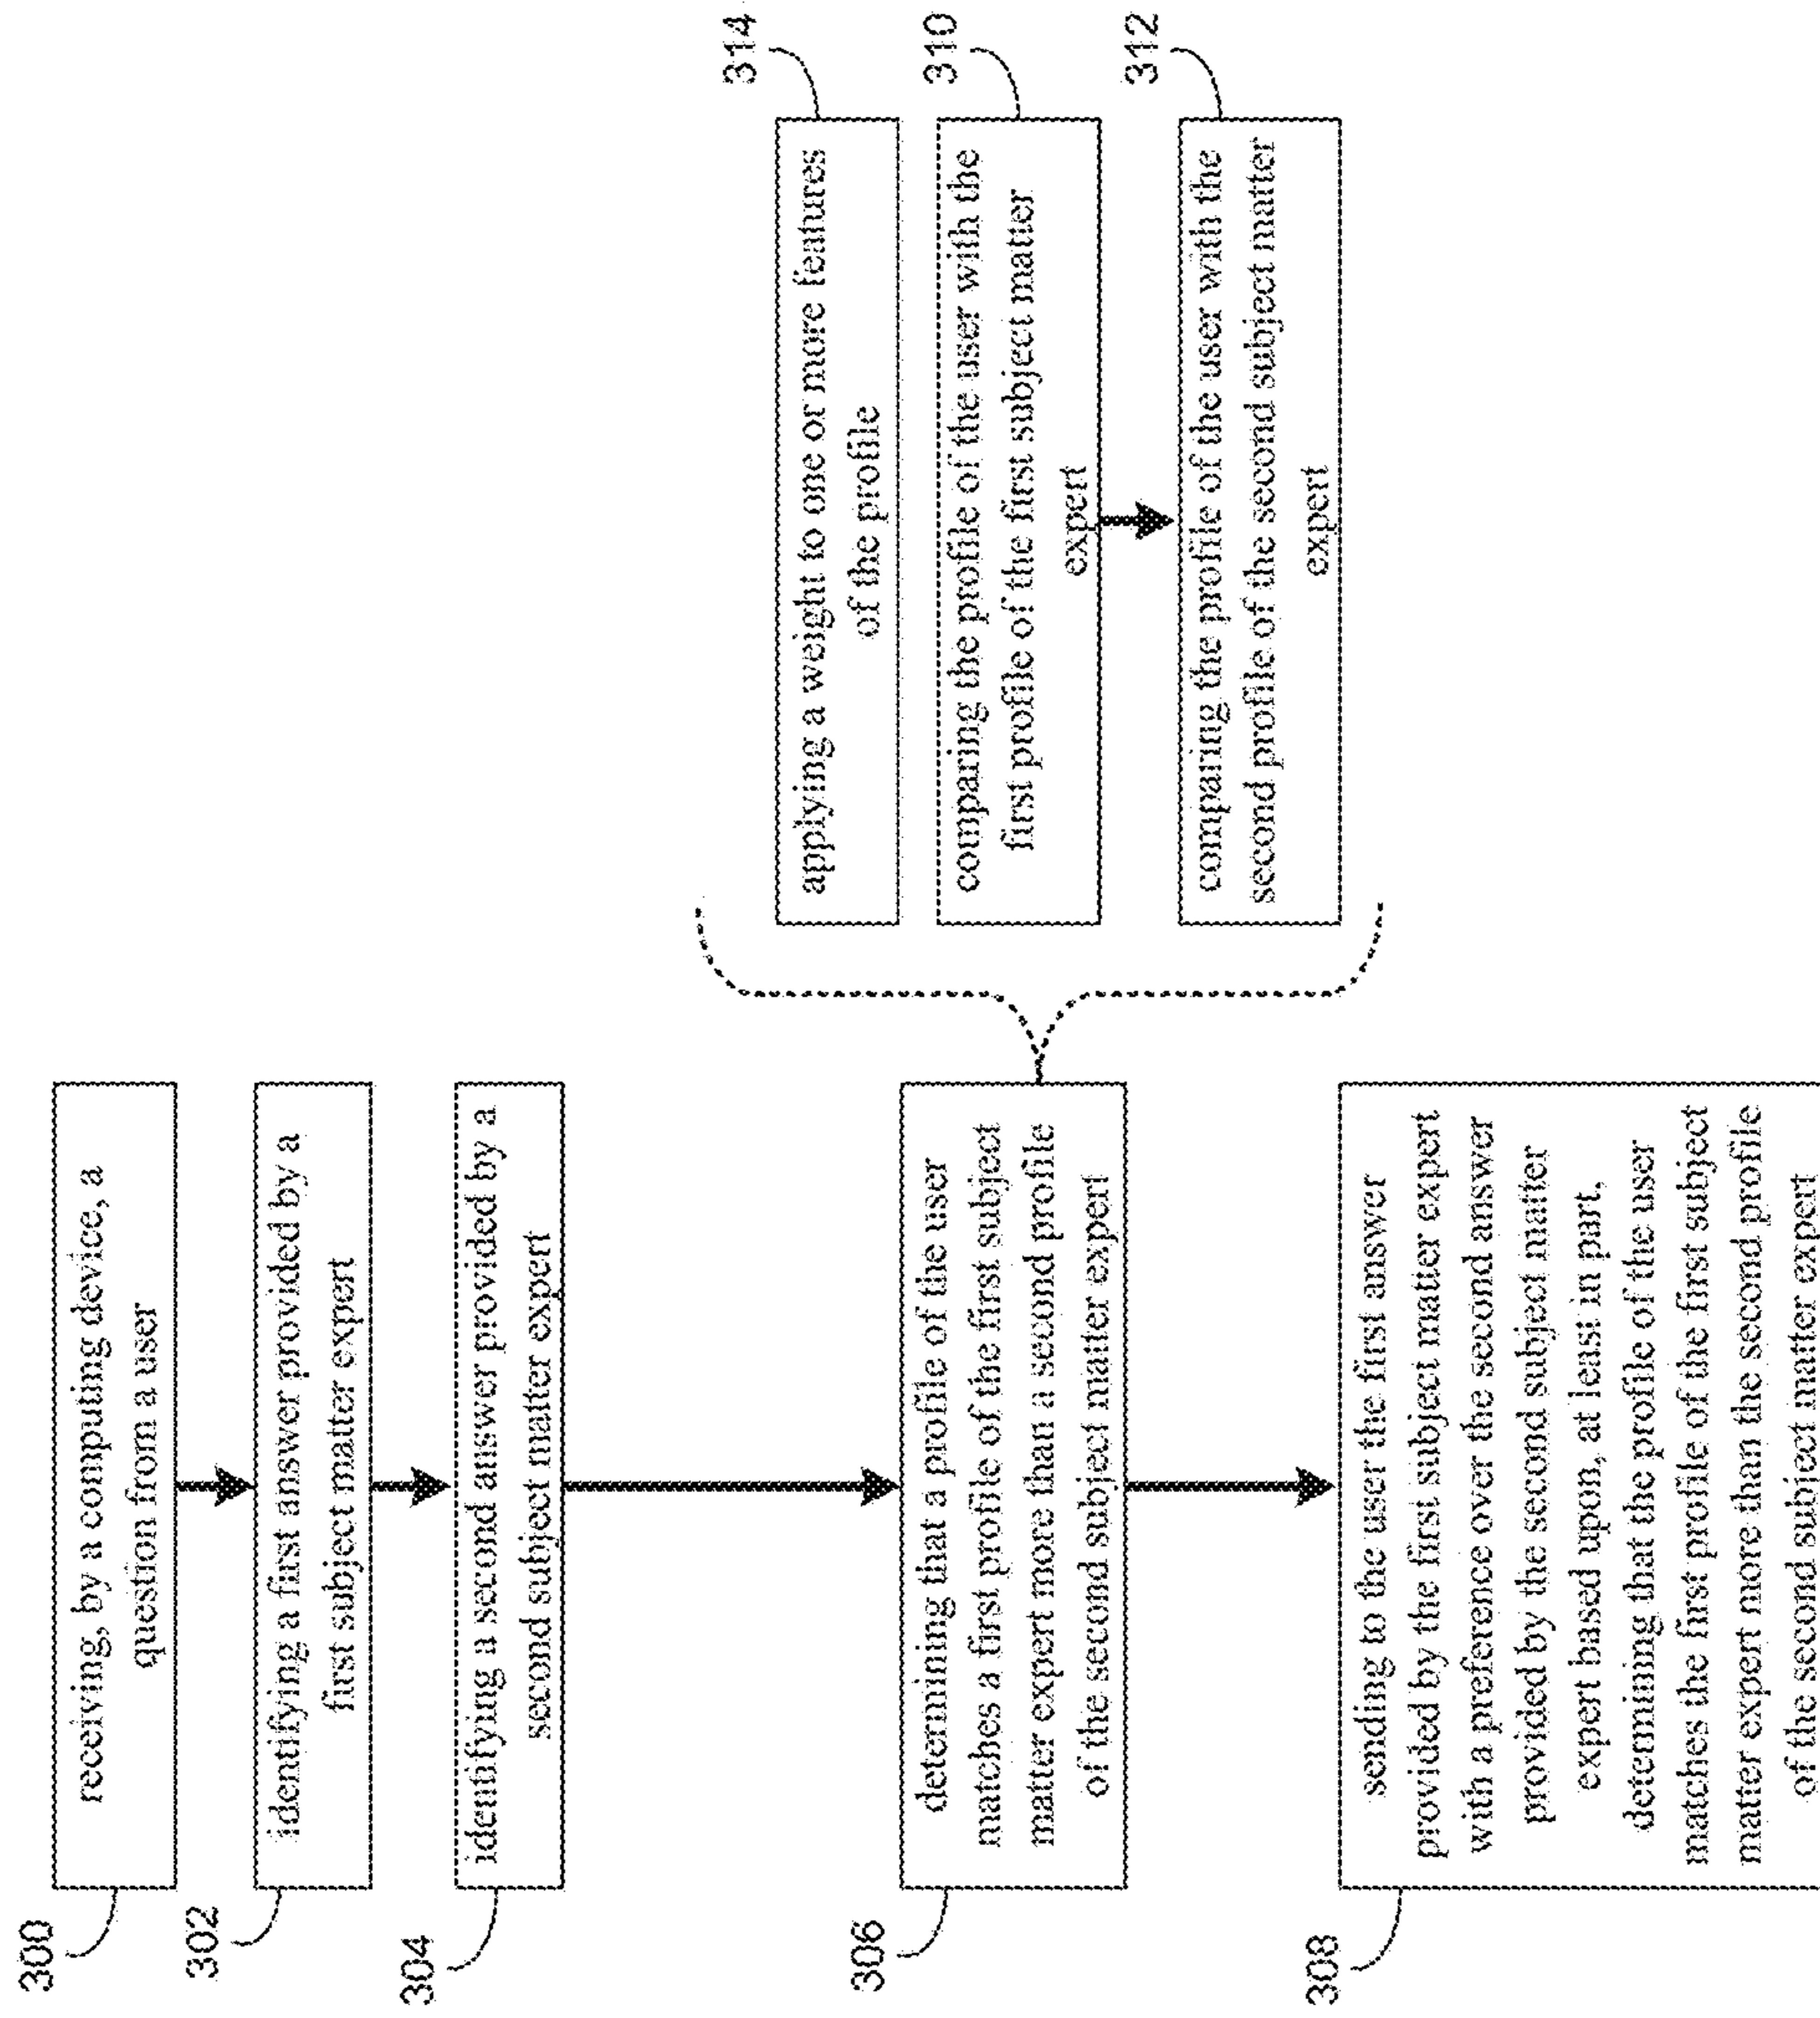 300
receiving, by a computing device, a
question from a user
302
identifying a first answer provided by a
first subject matter expert
304
identifying a second answer provided by a
second subject matter expert
306
determining that a profile of the user
matches a first profile of the first subject
matter expert more than a second profile
of the second subject matter expert
314
applying a weight to one or more features
of the profile
310
comparing the profile of the user with the
first profile of the first subject matter
expert
312
comparing the profile of the user with the
second profile of the second subject matter
expert
308
sending to the user the first answer
provided by the first subject matter expert
with a preference over the second answer
provided by the second subject matter
expert based upon, at least in part,
determining that the profile of the user
matches the first profile of the first subject
matter expert more than the second profile
of the second subject matter expert